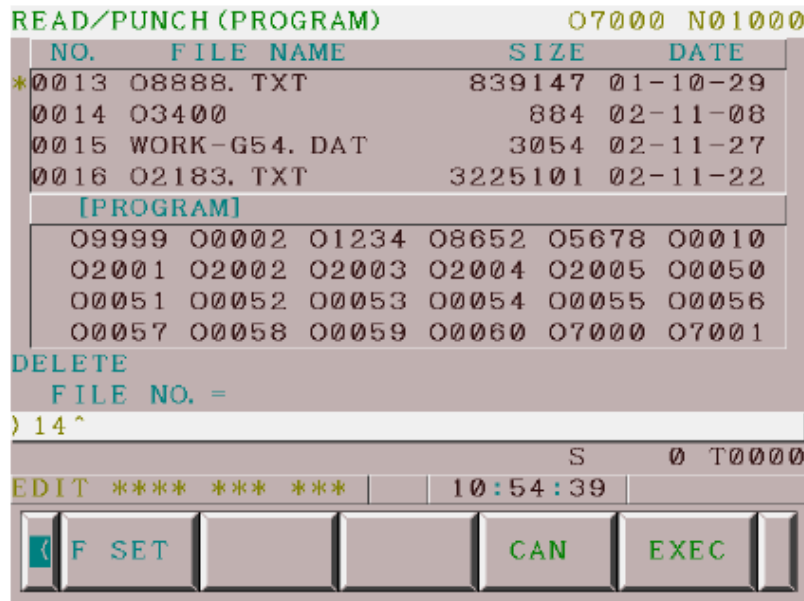 READ/PUNCH(PROGRAM) O7000 N01000
NO. FILE NAME SIZE DATE
*0013 O8888.TXT 839147 01-10-29
0014 O3400 884 02-11-08
0015 WORK-G54.DAT 3054 02-11-27
0016 O2183.TXT 3225101 02-11-22
[PROGRAM]
O9999 O0002 O1234 O8652 O5678 O0010
O2001 O2002 O2003 O2004 O2005 O0050
O0051 O0052 O0053 O0054 O0055 O0056
O0057 O0058 O0059 O0060 O7000 O7001
DELETE
FILE NO. =
)14^
S 0 T0000
EDIT **** *** *** 10:54:39
( F SET CAN EXEC